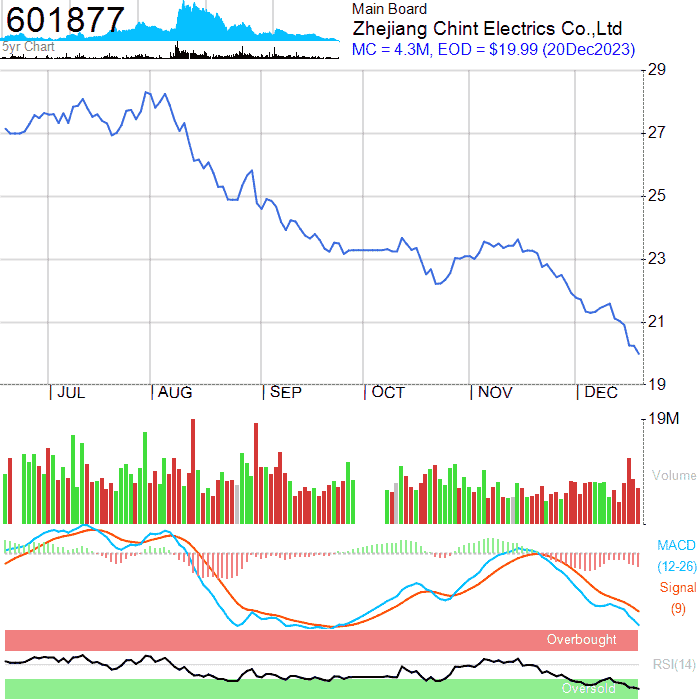 601877
5yr Chart
Main Board
Zhejiang Chint Electrics Co.,Ltd
MC = 4.3M, EOD = $19.99 (20Dec2023)
29
27
25
23
21
19
JUL
AUG
SEP
OCT
NOV
DEC
19M
Volume
MACD
(12-26)
Signal
(9)
Overbought
RSI(14)
Oversold